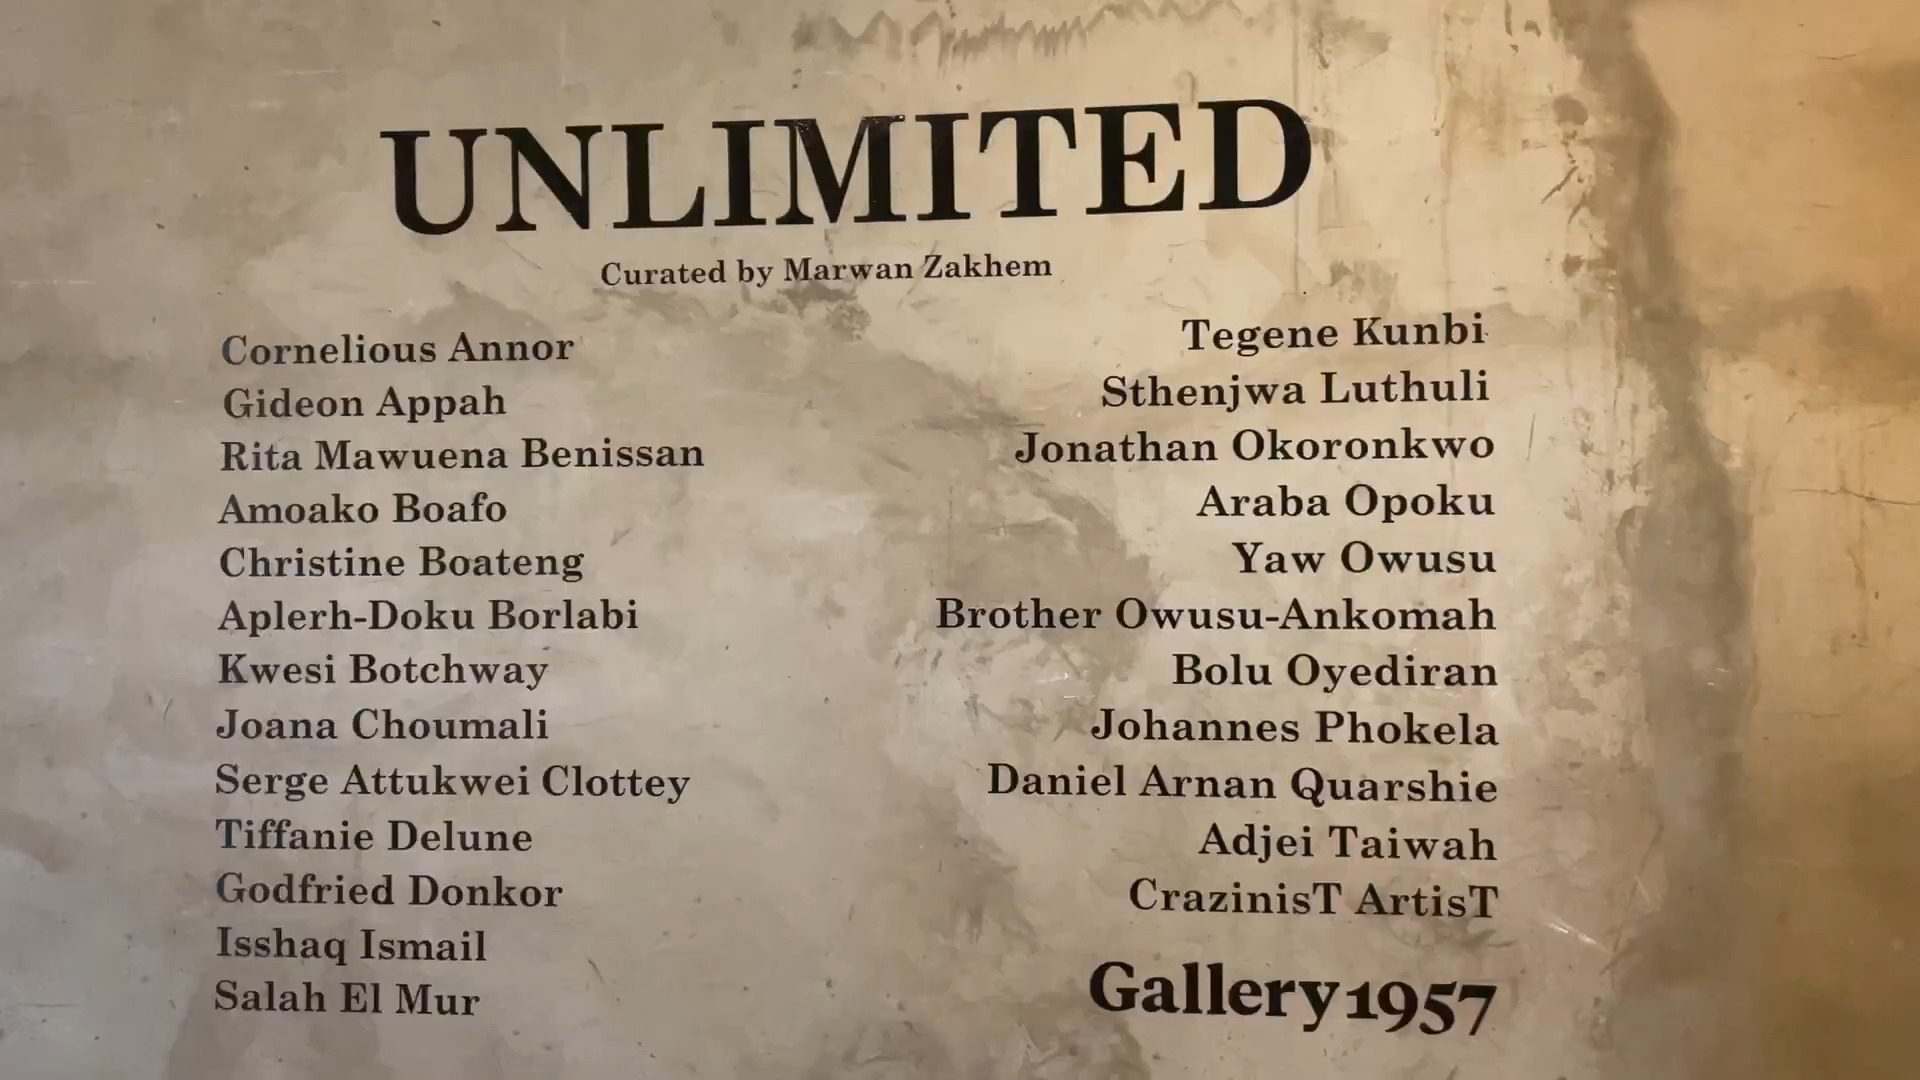 UNLIMITED
Curated by Marwan Zakhem
Cornelious Annor
Gideon Appah
Rita Mawuena Benissan
Amoako Boafo
Christine Boateng
Aplerh-Doku Borlabi
Kwesi Botchway
Joana Choumali
Serge Attukwei Clottey
Tiffanie Delune
Godfried Donkor
Isshaq Ismail
Salah El Mur
Tegene Kunbi
Sthenjwa Luthuli
Jonathan Okoronkwo
Araba Opoku
Yaw Owusu
Brother Owusu-Ankomah
Bolu Oyediran
Johannes Phokela
Daniel Arnan Quarshie
Adjei Taiwah
CrazinisT ArtisT
Gallery1957